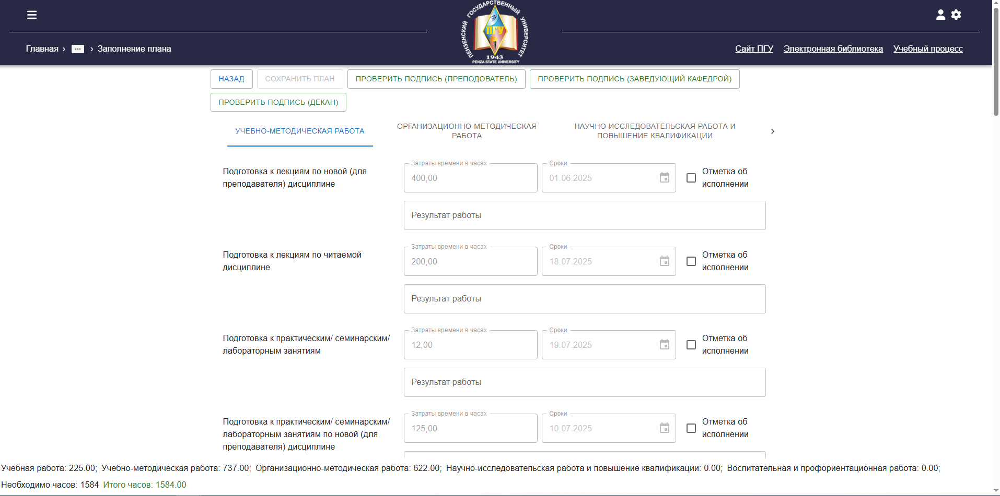 ПЕНЗЕНСКИЙ ГОСУДАРСТВЕННЫЙ УНИВЕРСИТЕТ
ПГУ
1943
PENZA STATE UNIVERSITY
Главная › ··· › Заполнение плана
Сайт ПГУ Электронная библиотека Учебный процесс
НАЗАД СОХРАНИТЬ ПЛАН ПРОВЕРИТЬ ПОДПИСЬ (ПРЕПОДОВАТЕЛЬ) ПРОВЕРИТЬ ПОДПИСЬ (ЗАВЕДУЮЩИЙ КАФЕДРОЙ)
ПРОВЕРИТЬ ПОДПИСЬ (ДЕКАН)
УЧЕБНО-МЕТОДИЧЕСКАЯ РАБОТА
ОРГАНИЗАЦИОННО-МЕТОДИЧЕСКАЯ
РАБОТА
НАУЧНО-ИССЛЕДОВАТЕЛЬСКАЯ РАБОТА И
ПОВЫШЕНИЕ КВАЛИФИКАЦИИ
Подготовка к лекциям по новой (для
преподавателя) дисциплине
Затраты времени в часах
400,00
Сроки
01.06.2025
Отметка об
исполнении
Результат работы
Подготовка к лекциям по читаемой
дисциплине
Затраты времени в часах
200,00
Сроки
18.07.2025
Отметка об
исполнении
Результат работы
Подготовка к практическим/ семинарским/
лабораторным занятиям
Затраты времени в часах
12,00
Сроки
19.07.2025
Отметка об
исполнении
Результат работы
Подготовка к практическим/ семинарским/
лабораторным занятиям по новой (для
преподавателя) дисциплине
Затраты времени в часах
125,00
Сроки
10.07.2025
Отметка об
исполнении
Учебная работа: 225.00; Учебно-методическая работа: 737.00; Организационно-методическая работа: 622.00; Научно-исследовательская работа и повышение квалификации: 0.00; Воспитательная и профориентационная работа: 0.00;
Необходимо часов: 1584 Итого часов: 1584.00